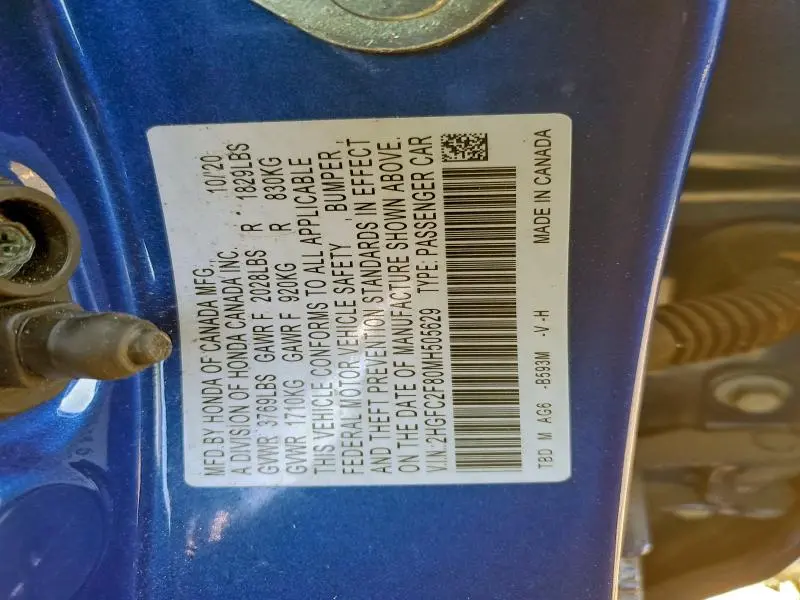 MFD.BY HONDA OF CANADA MFG., 10/20
A DIVISION OF HONDA CANADA INC.
GVWR 3769LBS GAWR F 2028LBS R * 1829LBS
GVWR 1710KG GAWR F 920KG R 830KG
THIS VEHICLE CONFORMS TO ALL APPLICABLE
FEDERAL MOTOR VEHICLE SAFETY , BUMPER ,
AND THEFT PREVENTION STANDARDS IN EFFECT
ON THE DATE OF MANUFACTURE SHOWN ABOVE.
V.I.N. 2HGFC2F80MH505629 TYPE: PASSENGER CAR
TBD M AG6 -B593M -V-H MADE IN CANADA